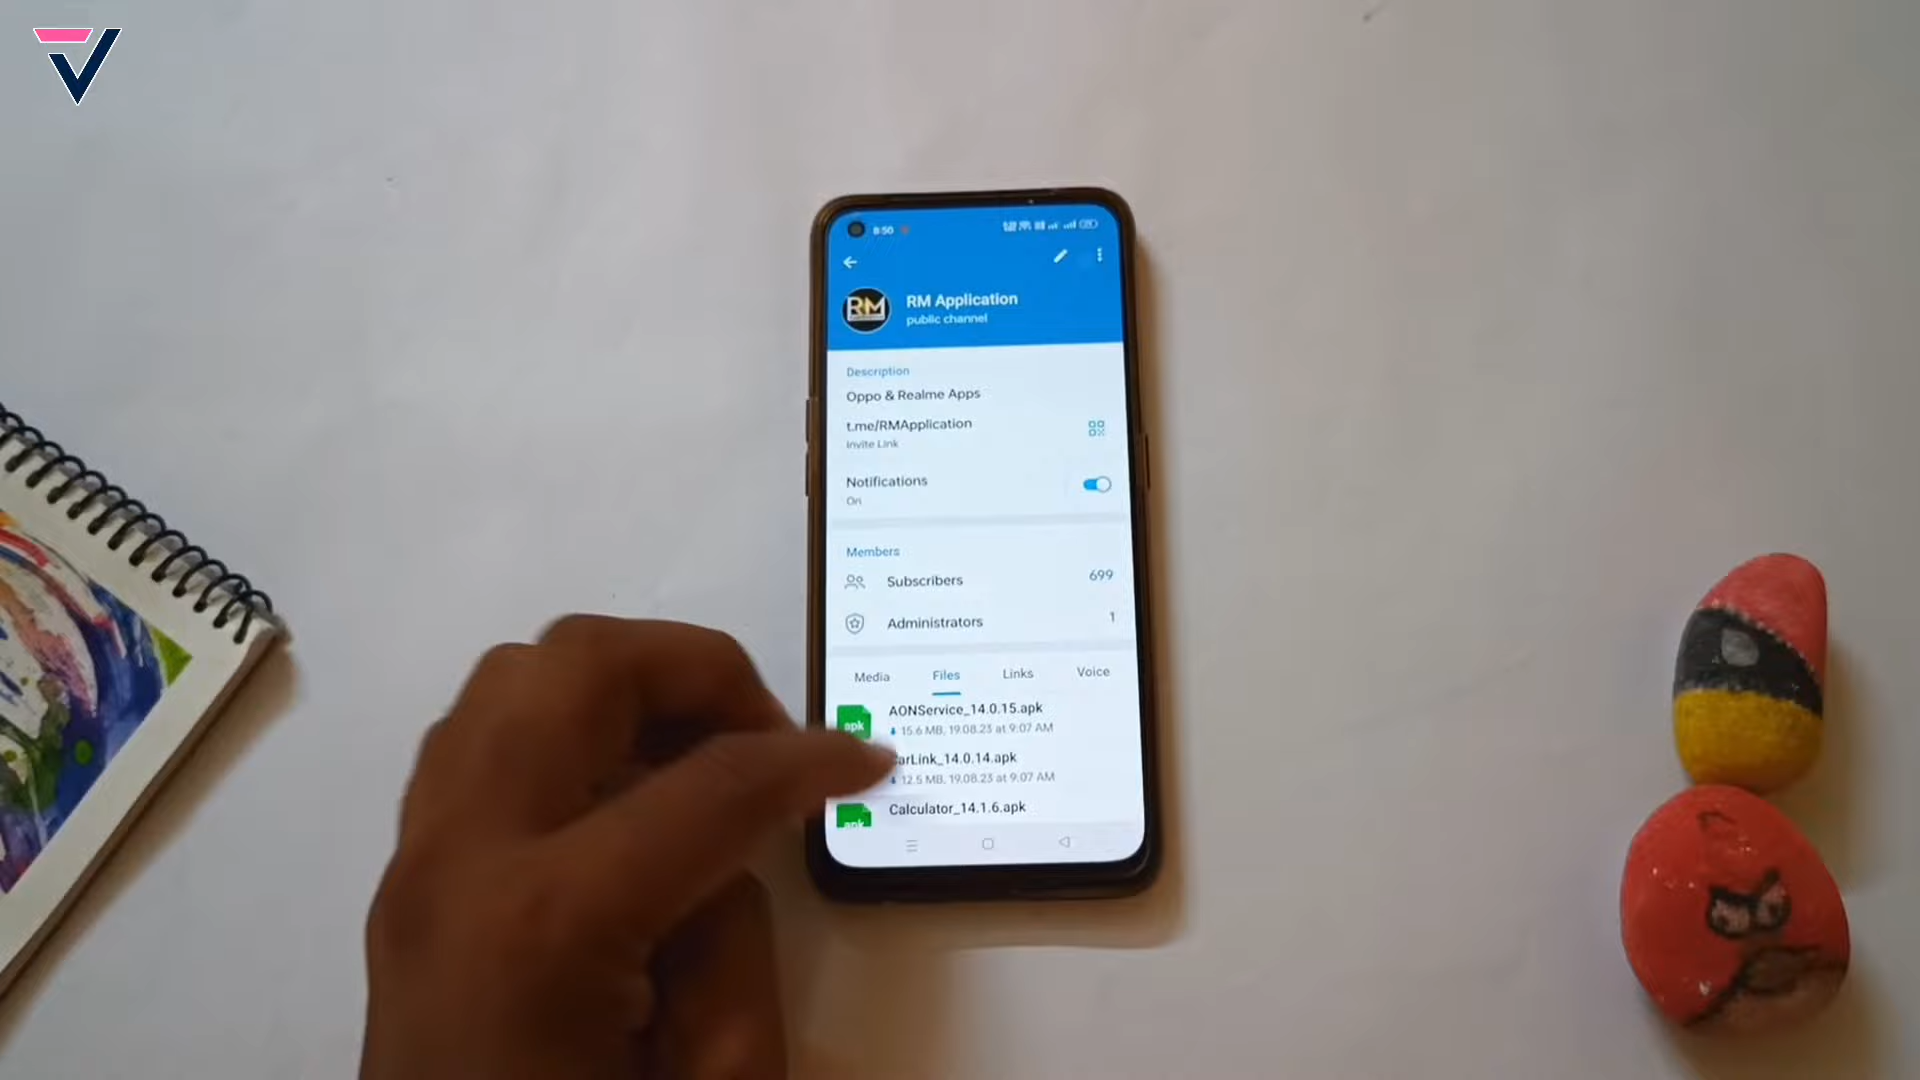 8:50
RM Application
public channel
RM
Description
Oppo & Realme Apps
t.me/RMApplication
Invite Link
Notifications
On
Members
Subscribers 699
Administrators 1
Media Files Links Voice
apk AONService_14.0.15.apk
15.6 MB, 19.08.23 at 9:07 AM
arLink_14.0.14.apk
12.5 MB, 19.08.23 at 9:07 AM
apk Calculator_14.1.6.apk